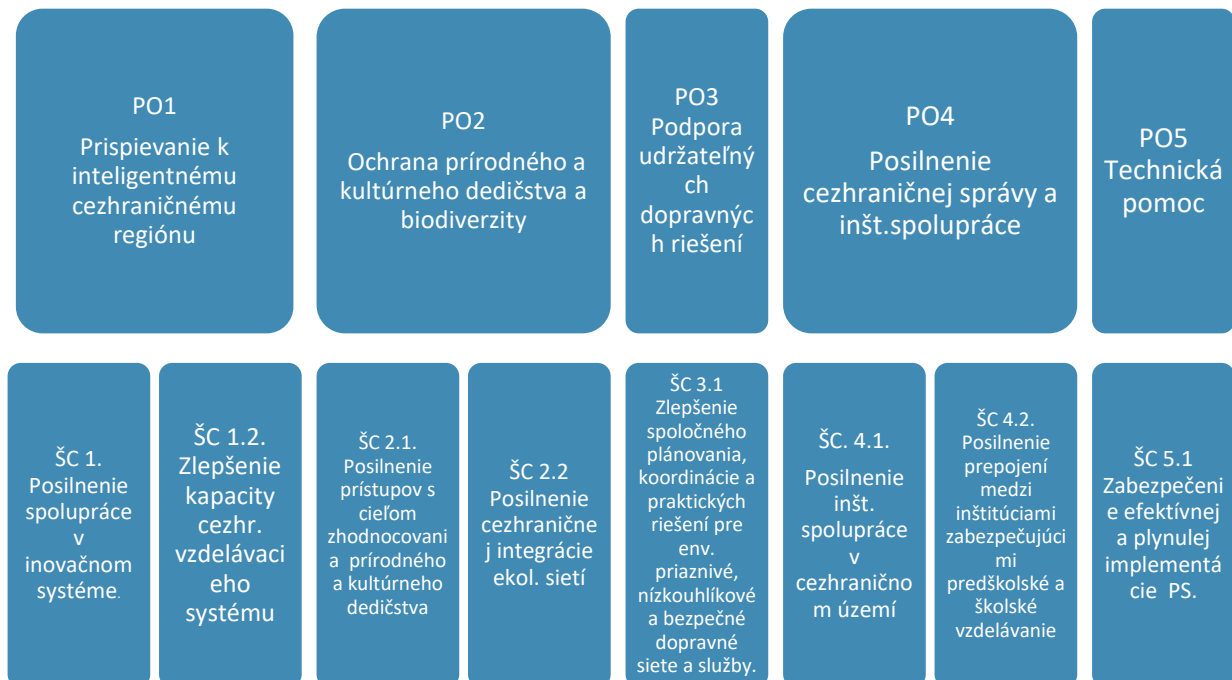 PO1
Prispievanie k
inteligentnému
cezhraničnému
regiónu
PO2
Ochrana prírodného a
kultúrneho dedičstva a
biodiverzity
PO3
Podpora
udržateľný
ch
dopravnýc
h riešení
PO4
Posilnenie
cezhraničnej správy a
inšt.spolupráce
PO5
Technická
pomoc
ŠC 1.
Posilnenie
spolupráce
v
inovačnom
systéme.
ŠC 1.2.
Zlepšenie
kapacity
cezhr.
vzdelávaci
eho
systému
ŠC 2.1.
Posilnenie
prístupov s
cieľom
zhodnocovani
a prírodného
a kultúrneho
dedičstva
ŠC 2.2
Posilnenie
cezhranične
j integrácie
ekol. sietí
ŠC 3.1
Zlepšenie
spoločného
plánovania,
koordinácie a
praktických
riešení pre
env.
priaznivé,
nízkouhlíkové
a bezpečné
dopravné
siete a služby.
ŠC. 4.1.
Posilnenie
inšt.
spolupráce
v
cezhranično
m území
ŠC 4.2.
Posilnenie
prepojení
medzi
inštitúciami
zabezpečujúci
mi
predškolské a
školské
vzdelávanie
ŠC 5.1
Zabezpečeni
e efektívnej
a plynulej
implementá
cie PS.